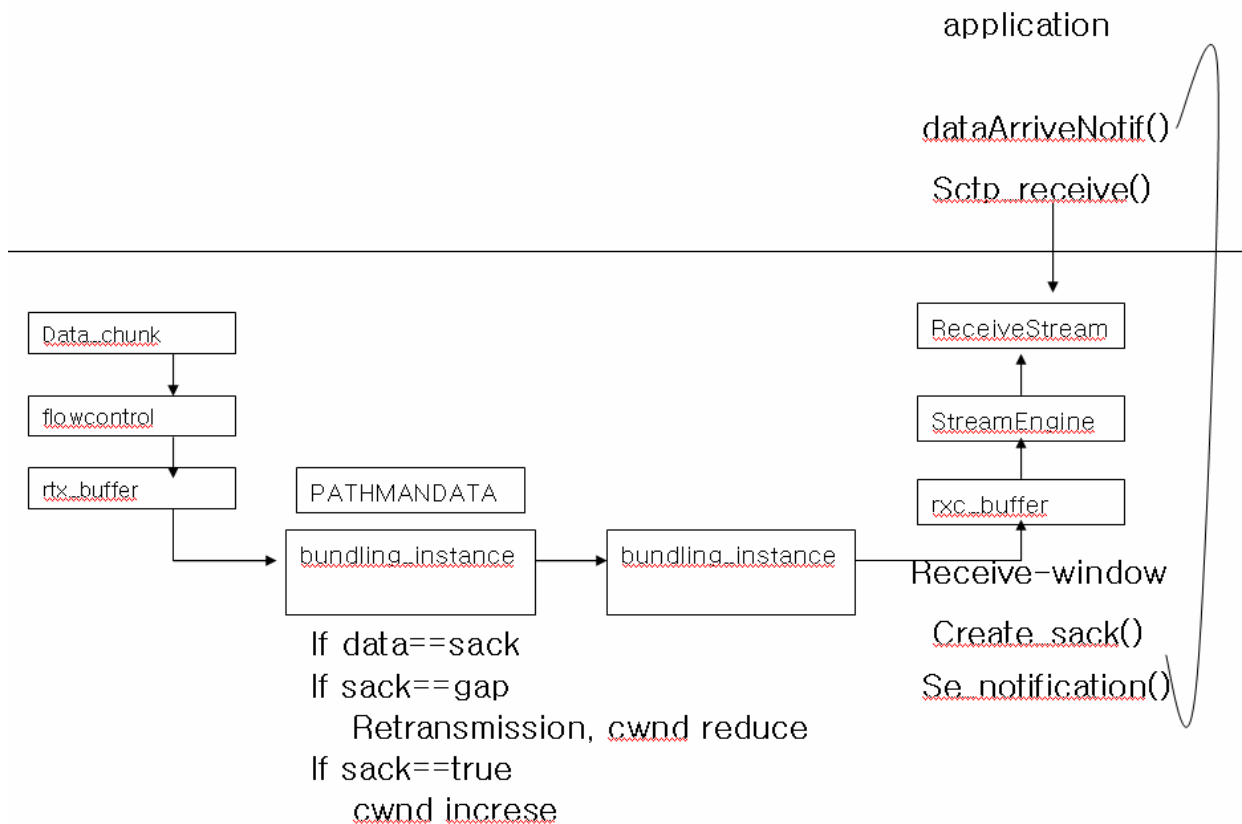 application
dataArriveNotif()
Sctp_receive()
Data_chunk
flowcontrol
rtx_buffer
PATHMANDATA
bundling_instance
bundling_instance
ReceiveStream
StreamEngine
rxc_buffer
Receive-window
Create_sack()
Se_notification()
If data==sack
If sack==gap
Retransmission, cwnd reduce
If sack==true
cwnd increse